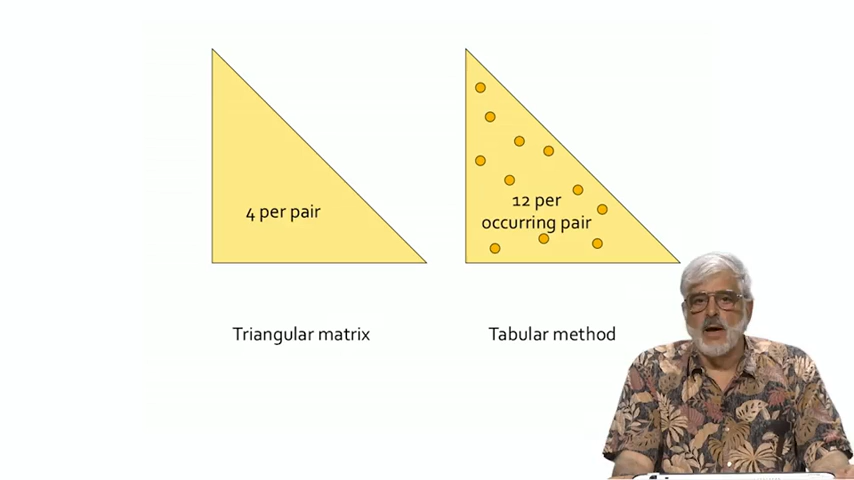 4 per pair
12 per
occurring pair
Triangular matrix
Tabular method